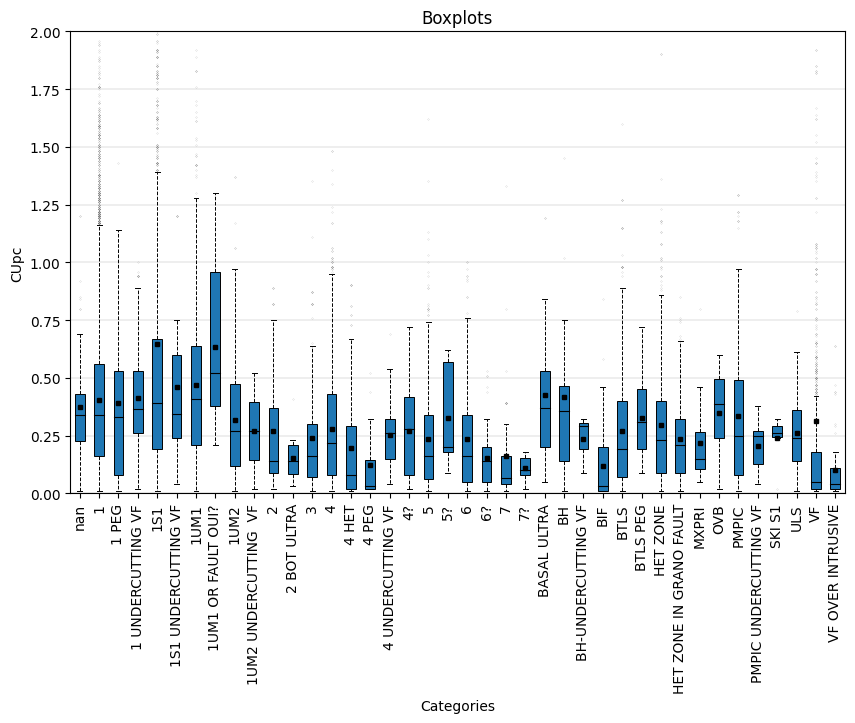 Boxplots
2.00
1.75
1.50
1.25
1.00
0.75
0.50
0.25
0.00
CUpc
nan
1
1 PEG
1 UNDERCUTTING VF
1S1
1S1 UNDERCUTTING VF
1UM1
1UM1 OR FAULT OUI?
1UM2
1UM2 UNDERCUTTING  VF
2
2 BOT ULTRA
3
4
4 HET
4 PEG
4 UNDERCUTTING VF
4?
5
5?
6
6?
7
7?
BASAL ULTRA
BH
BH-UNDERCUTTING VF
BIF
BTLS
BTLS PEG
HET ZONE
HET ZONE IN GRANO FAULT
MXPRI
OVB
PMPIC
PMPIC UNDERCUTTING VF
SKI S1
ULS
VF
VF OVER INTRUSIVE
Categories